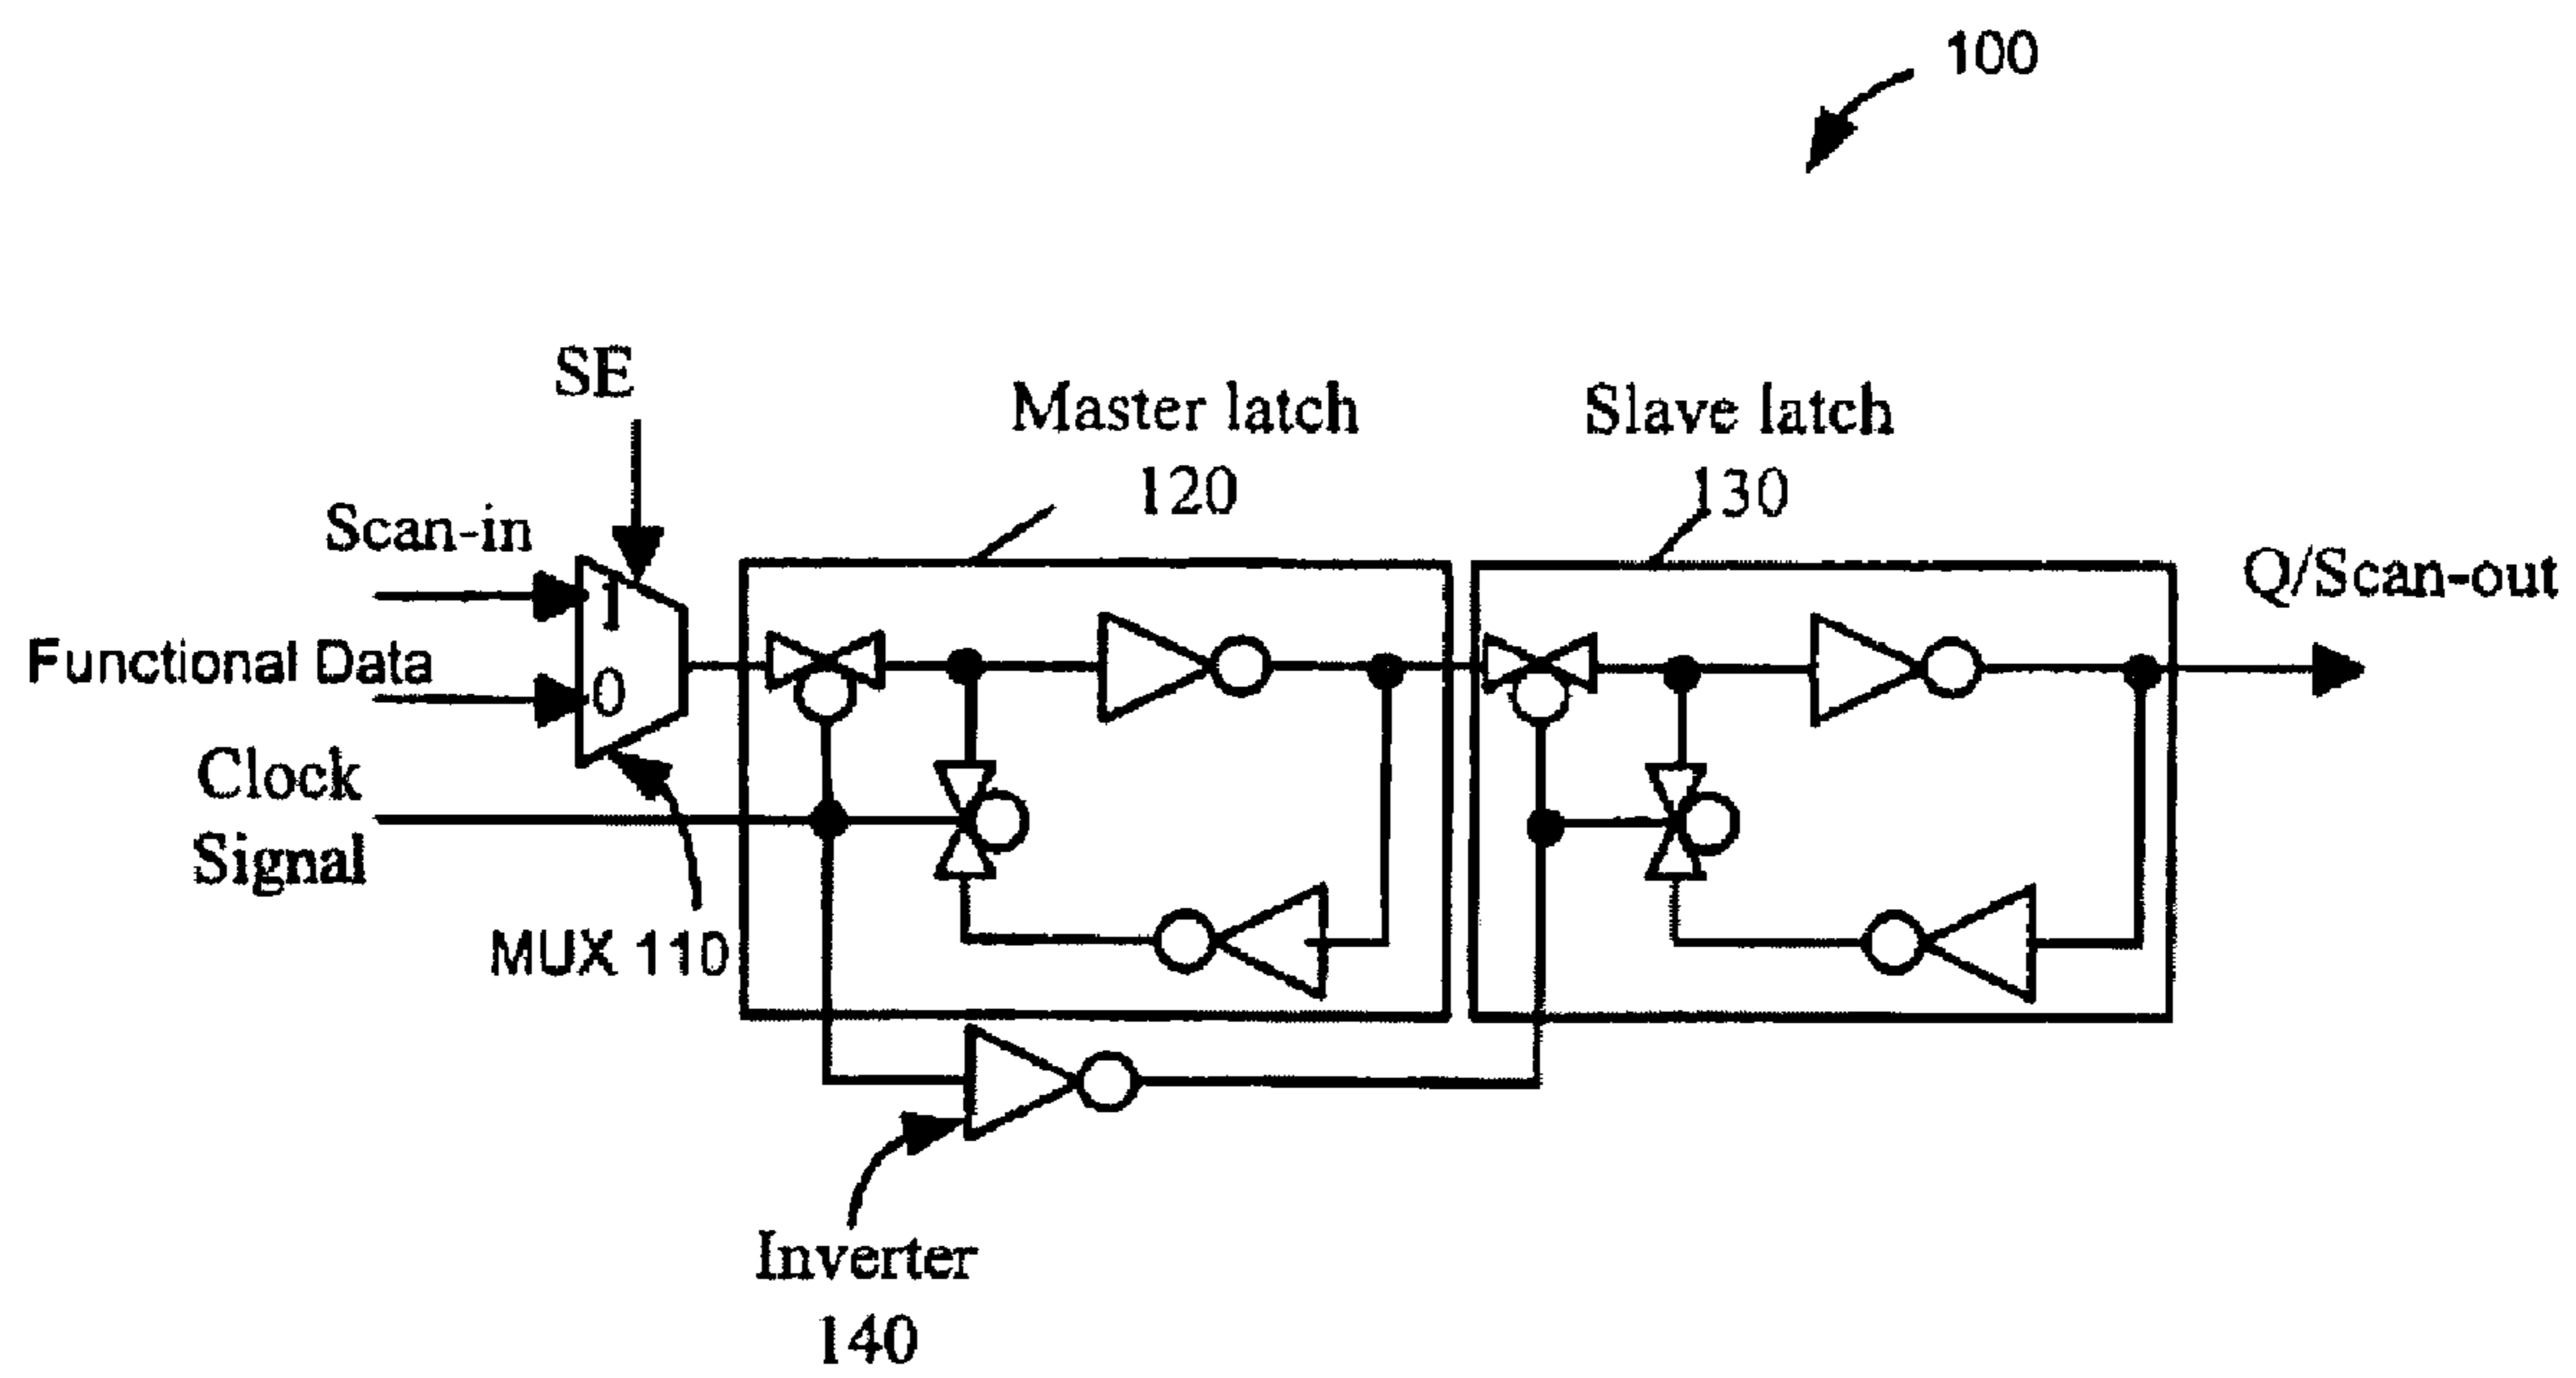 100
SE
Master latch
120
Slave latch
130
Scan-in
1
Q/Scan-out
Functional Data
0
Clock
Signal
MUX 110
Inverter
140